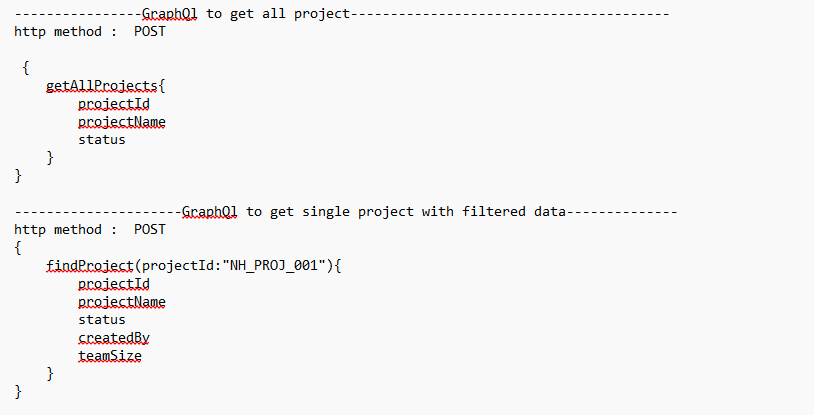 ----------------GraphQl to get all project----------------------------------------
http method :  POST
{
getAllProjects{
projectId
projectName
status
}
}
---------------------GraphQl to get single project with filtered data--------------
http method :  POST
{
findProject(projectId:"NH_PROJ_001"){
projectId
projectName
status
createdBy
teamSize
}
}